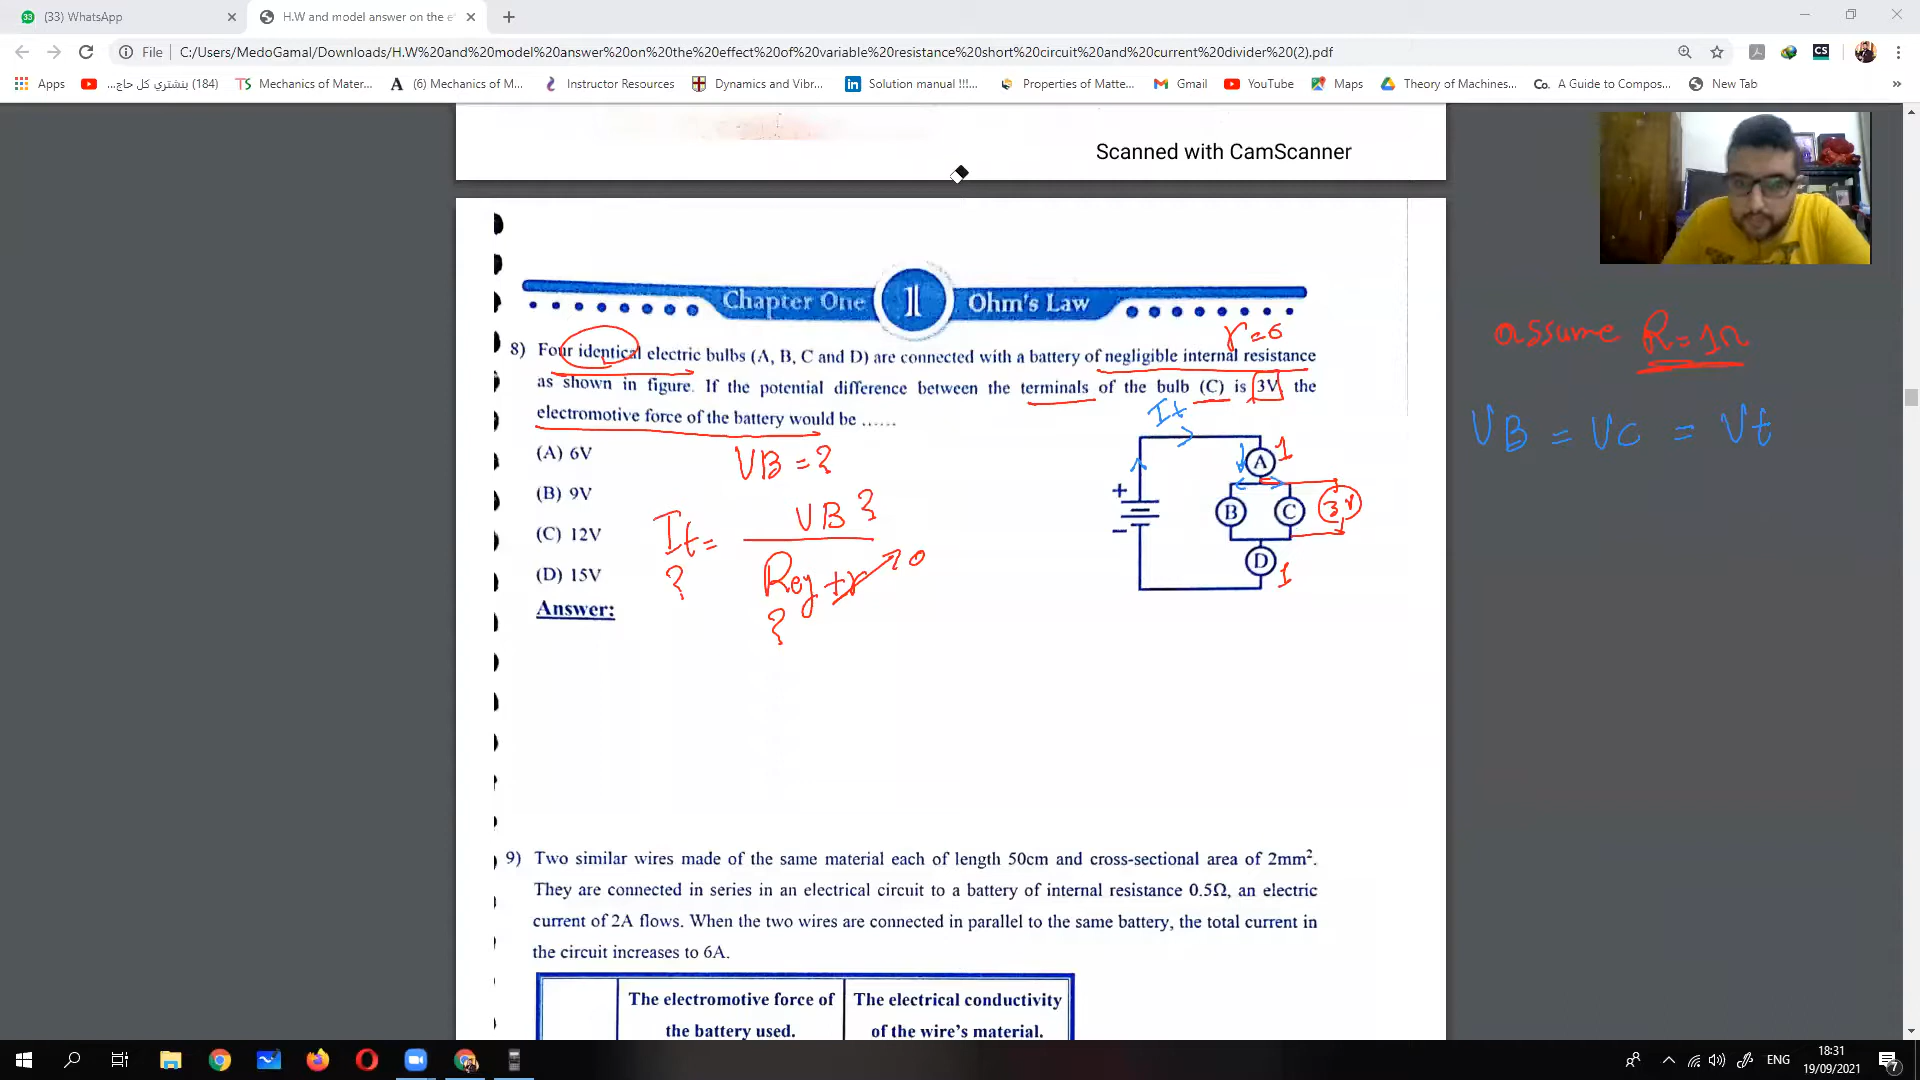 (33) WhatsApp
H.W and model answer on the e
File C:/Users/MedoGamal/Downloads/H.W%20and%20model%20answer%20on%20the%20effect%20of%20variable%20resistance%20short%20circuit%20and%20current%20divider%20(2).pdf
Apps
(184) بنشتري كل حاج...
Mechanics of Mater...
(6) Mechanics of M...
Instructor Resources
Dynamics and Vibr...
Solution manual !!!...
Properties of Matte...
Gmail
YouTube
Maps
Theory of Machines...
A Guide to Compos...
New Tab
Scanned with CamScanner
Chapter One 1 Ohm's Law
8) Four identical electric bulbs (A, B, C and D) are connected with a battery of negligible internal resistance
as shown in figure. If the potential difference between the terminals of the bulb (C) is 3V the
electromotive force of the battery would be ......
(A) 6V
(B) 9V
(C) 12V
(D) 15V
Answer:
VB = ?
It = VB ?
?
Req + r 0
?
It
+
-
A 1
B C 3V
D 1
assume R = 1Ω
VB = VC = Vt
9) Two similar wires made of the same material each of length 50cm and cross-sectional area of 2mm².
They are connected in series in an electrical circuit to a battery of internal resistance 0.5Ω, an electric
current of 2A flows. When the two wires are connected in parallel to the same battery, the total current in
the circuit increases to 6A.
The electromotive force of
the battery used.
The electrical conductivity
of the wire's material.
ENG
18:31
19/09/2021